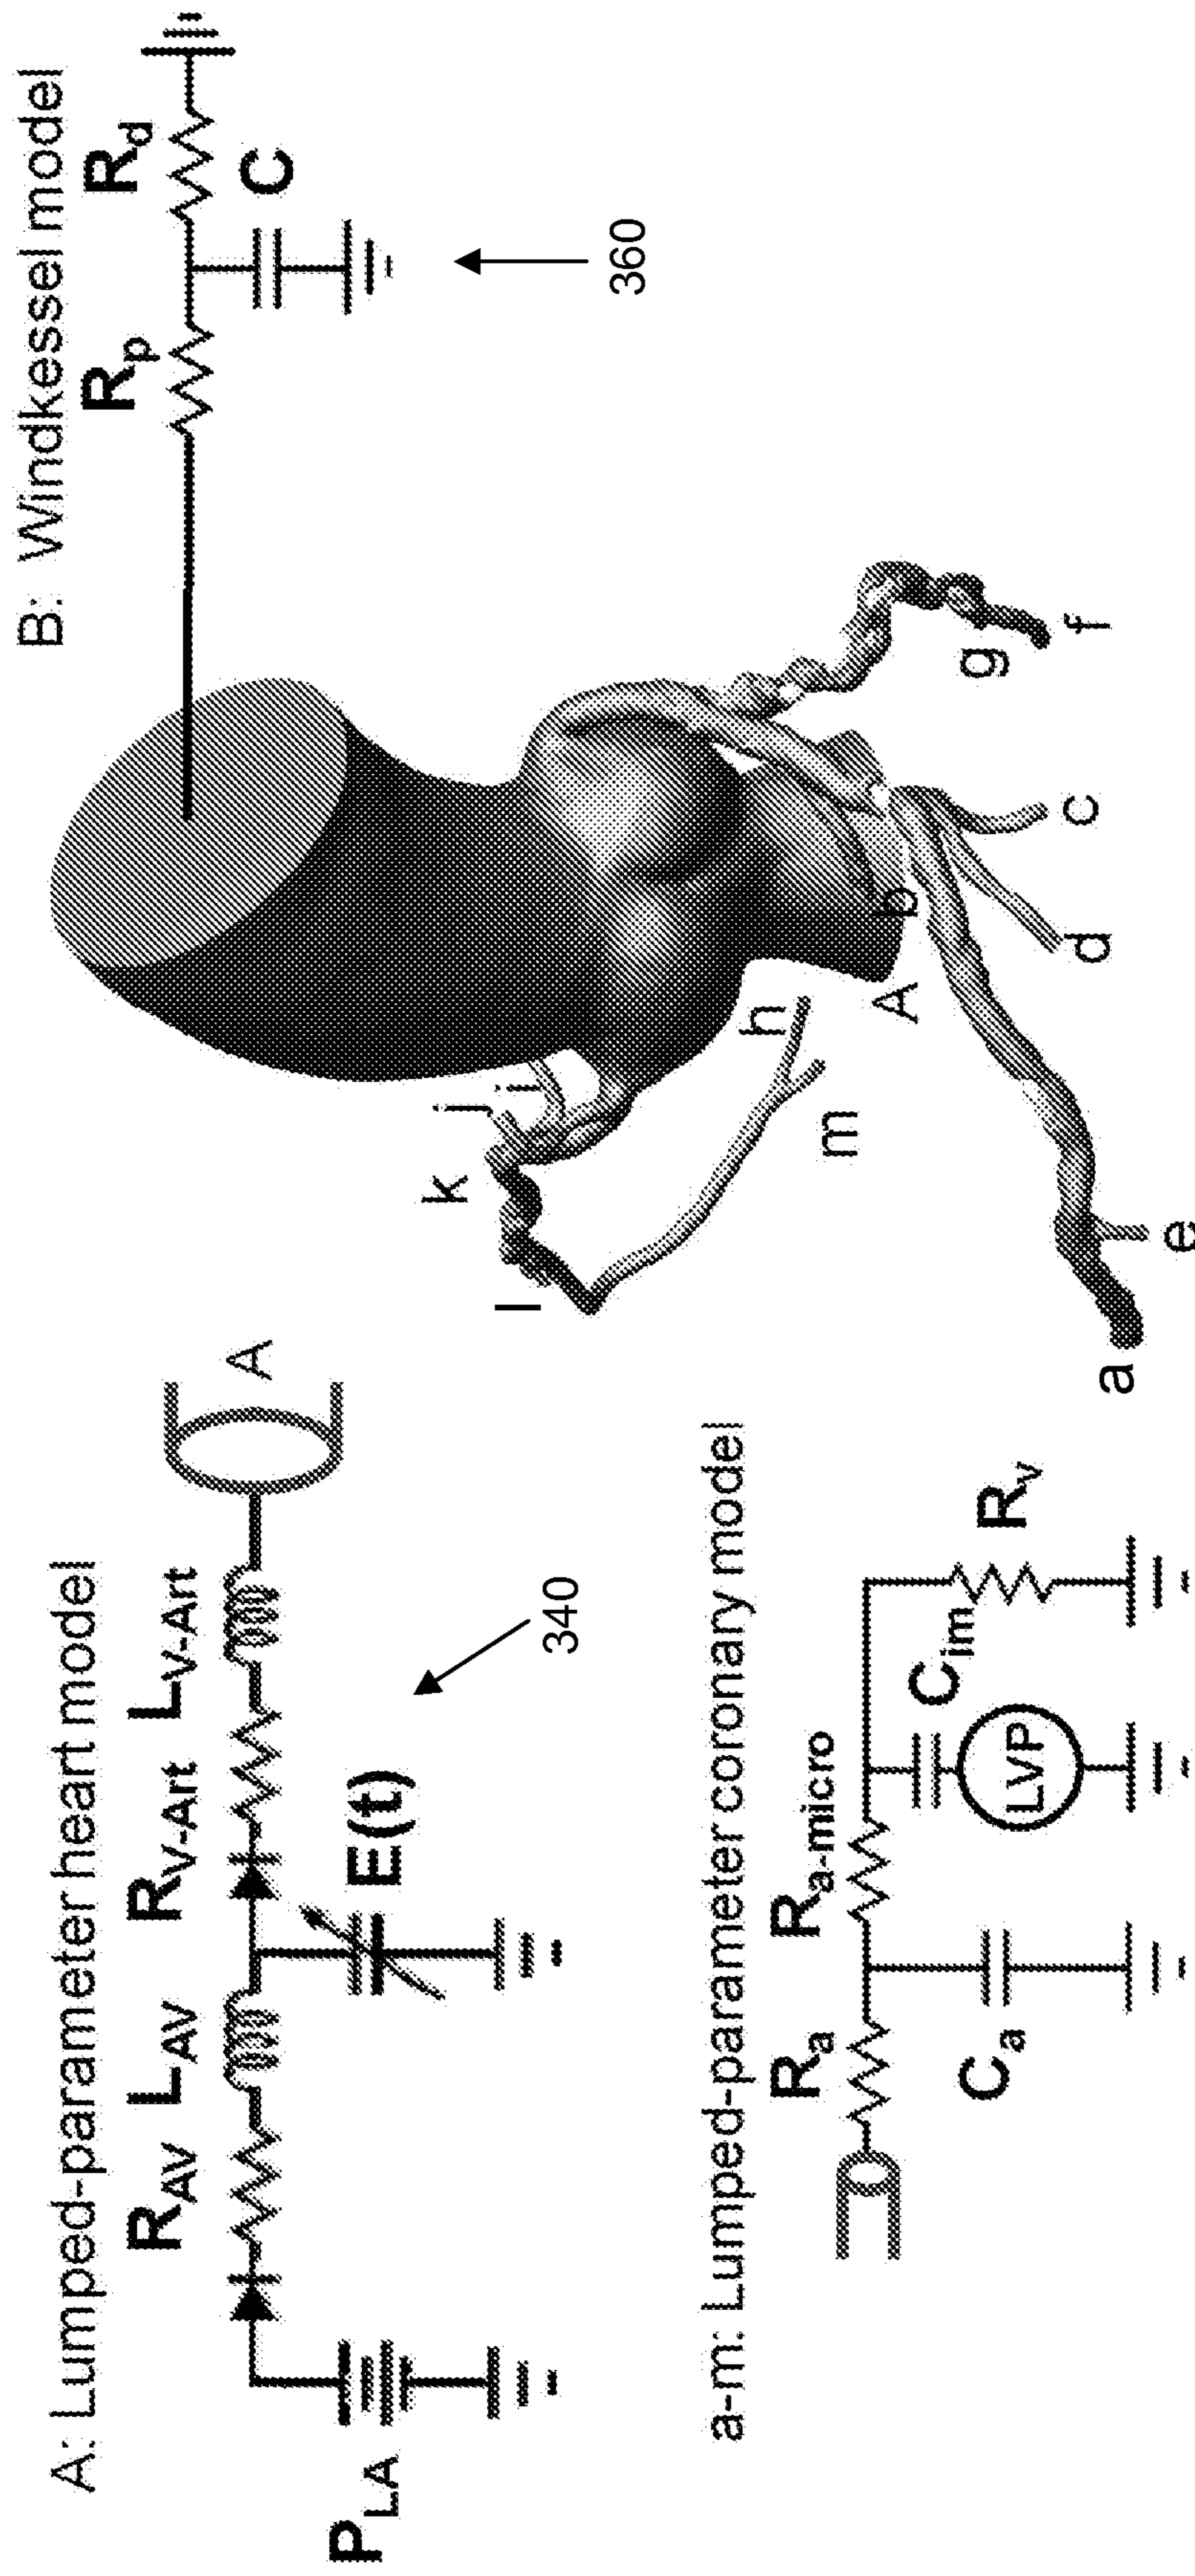 A: Lumped-parameter heart model
R_AV L_AV R_V-Art L_V-Art
A
P_LA
E(t)
340
B: Windkessel model
R_p R_d
C
360
a-m: Lumped-parameter coronary model
R_a R_a-micro
C_im
R_v
C_a
LVP
j
i
k
l
h
m
A
b
g
f
c
d
e
a